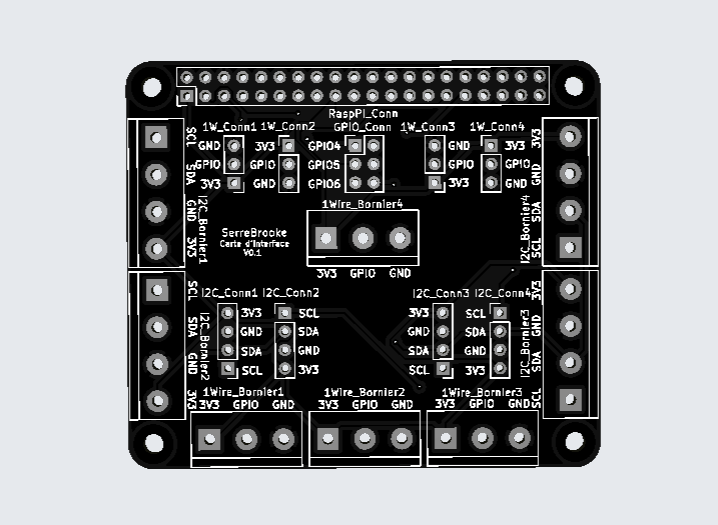 RaspPI_Conn
1W_Conn1 1W_Conn2 GPIO_Conn 1W_Conn3 1W_Conn4
GND 3V3 GPIO4 GND 3V3
GPIO GPIO GPIO5 GPIO GPIO
3V3 GND GPIO6 3V3 GND
SCL
SDA
GND
3V3
I2C_Bornier1
3V3
GND
SDA
SCL
I2C_Bornier4
1Wire_Bornier4
3V3 GPIO GND
SerreBrooke
Carte d'Interface
V0.1
I2C_Conn1 I2C_Conn2 I2C_Conn3 I2C_Conn4
3V3 SCL 3V3 SCL
GND SDA GND SDA
SDA GND SDA GND
SCL 3V3 SCL 3V3
SCL
SDA
GND
3V3
I2C_Bornier2
3V3
GND
SDA
SCL
I2C_Bornier3
1Wire_Bornier1 1Wire_Bornier2 1Wire_Bornier3
3V3 GPIO GND 3V3 GPIO GND 3V3 GPIO GND